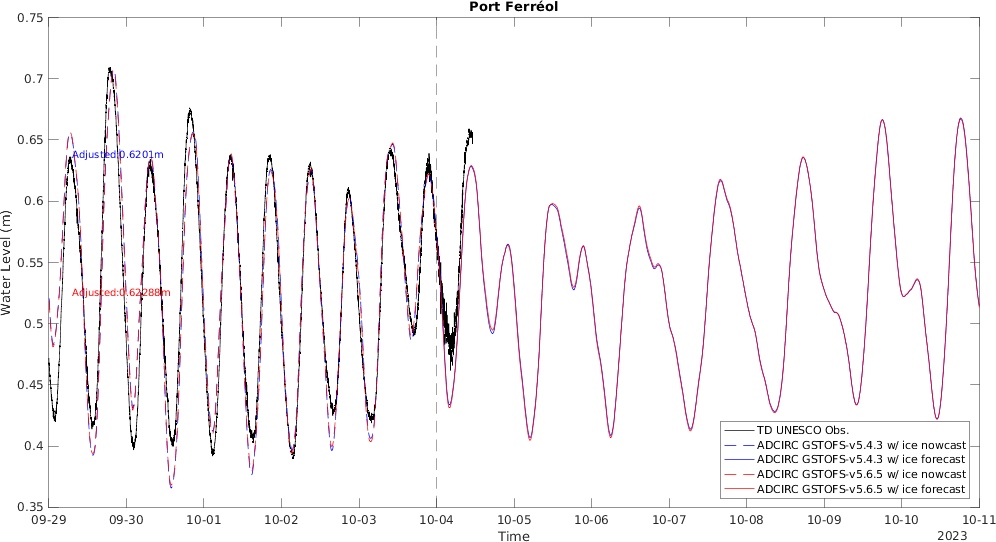 Port Ferréol
0.75
0.7
0.65
0.6
0.55
0.5
0.45
0.4
0.35
Water Level (m)
Adjusted:0.6201m
Adjusted:0.62288m
TD UNESCO Obs.
ADCIRC GSTOFS-v5.4.3 w/ ice nowcast
ADCIRC GSTOFS-v5.4.3 w/ ice forecast
ADCIRC GSTOFS-v5.6.5 w/ ice nowcast
ADCIRC GSTOFS-v5.6.5 w/ ice forecast
09-29 09-30 10-01 10-02 10-03 10-04 10-05 10-06 10-07 10-08 10-09 10-10 10-11
Time
2023